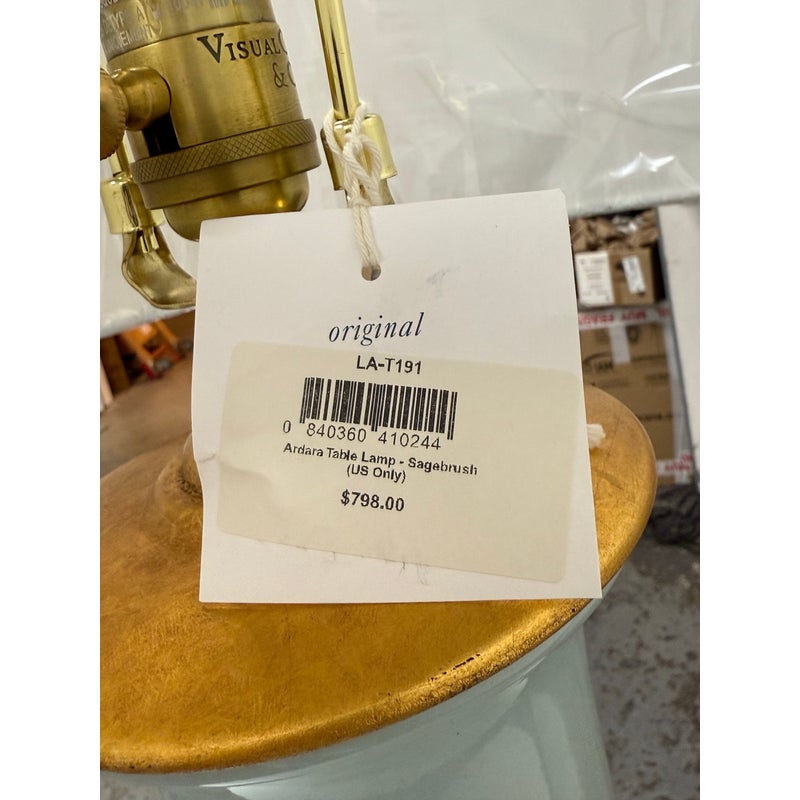 VISUAL
&
original
LA-T191
0 840360 410244
Ardara Table Lamp - Sagebrush
(US Only)
$798.00